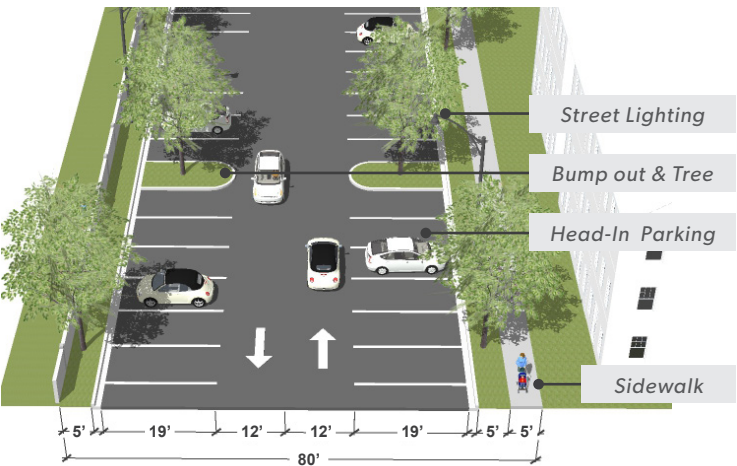 Street Lighting
Bump out & Tree
Head-In Parking
Sidewalk
5' 19' 12' 12' 19' 5' 5'
80'